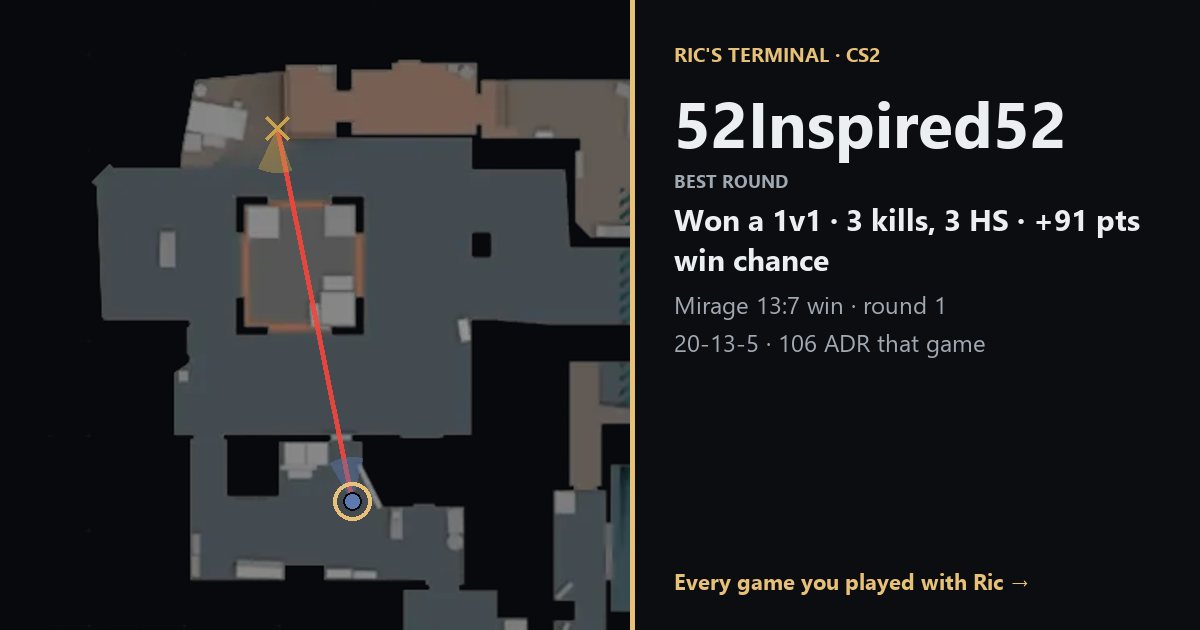 RIC'S TERMINAL · CS2
52Inspired52
BEST ROUND
Won a 1v1 · 3 kills, 3 HS · +91 pts
win chance
Mirage 13:7 win · round 1
20-13-5 · 106 ADR that game
Every game you played with Ric →